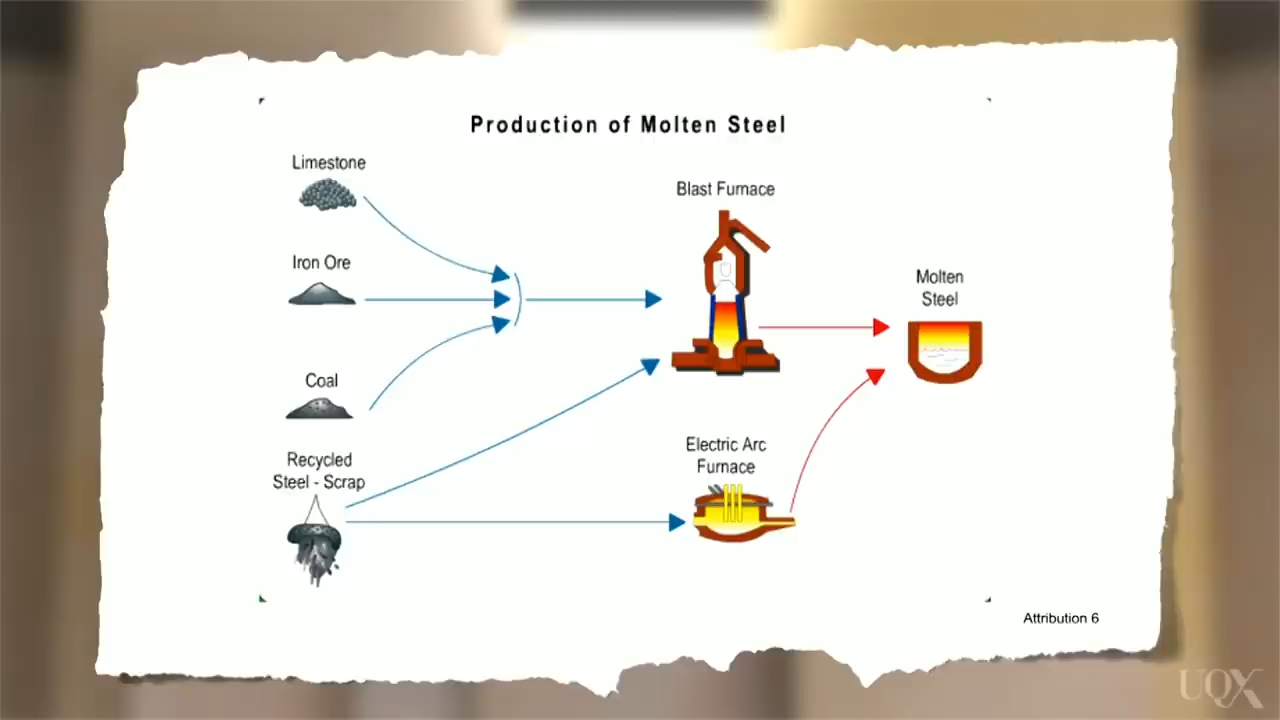 Production of Molten Steel
Limestone
Blast Furnace
Iron Ore
Molten
Steel
Coal
Electric Arc
Furnace
Recycled
Steel - Scrap
Attribution 6
UQX